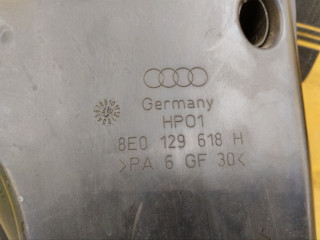 Germany
HP01
8E0 129 618 H
>PA 6 GF 30<